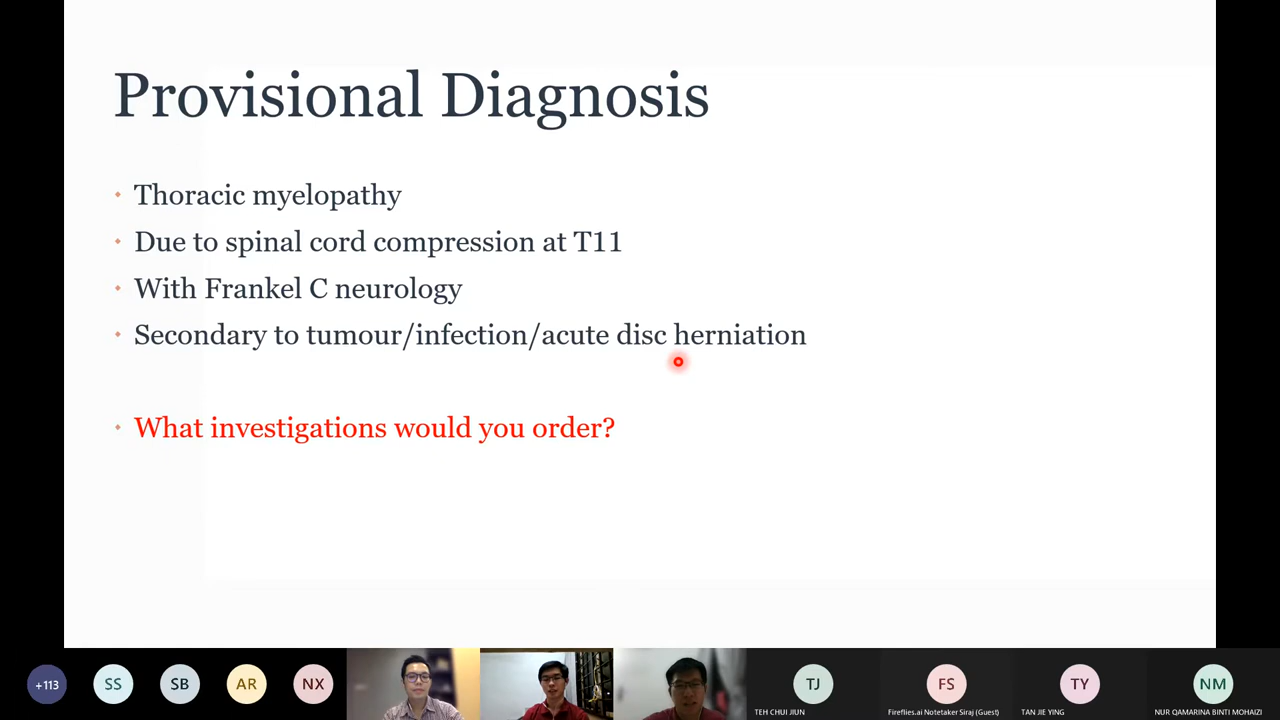 Provisional Diagnosis
Thoracic myelopathy
Due to spinal cord compression at T11
With Frankel C neurology
Secondary to tumour/infection/acute disc herniation
What investigations would you order?
+113
SS
SB
AR
NX
TJ
FS
TY
NM
TEH CHUI JIUN
Fireflies.ai Notetaker Siraj (Guest)
TAN JIE YING
NUR QAMARINA BINTI MOHAIZI